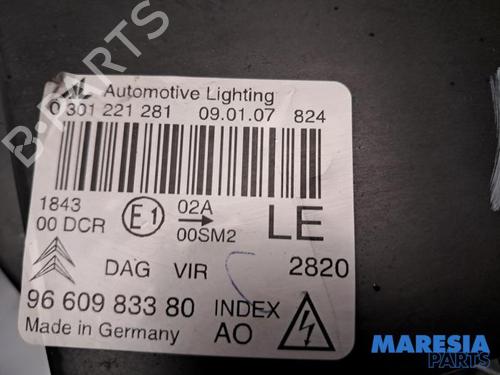 AL Automotive Lighting
0 301 221 281 09.01.07 824
1843
00 DCR
E1
02A
00SM2
LE
DAG VIR 2820
96 609 833 80 INDEX
Made in Germany AO
MARESIA
PARTS